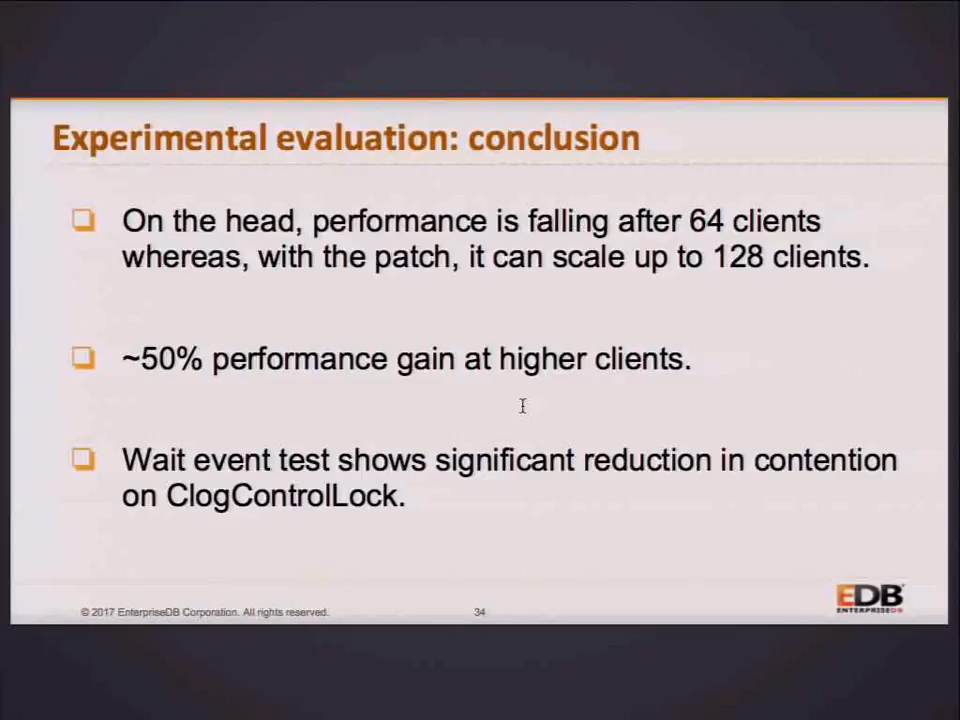 Experimental evaluation: conclusion
On the head, performance is falling after 64 clients
whereas, with the patch, it can scale up to 128 clients.
~50% performance gain at higher clients.
Wait event test shows significant reduction in contention
on ClogControlLock.
© 2017 EnterpriseDB Corporation. All rights reserved.
34
EDB
ENTERPRISEDB